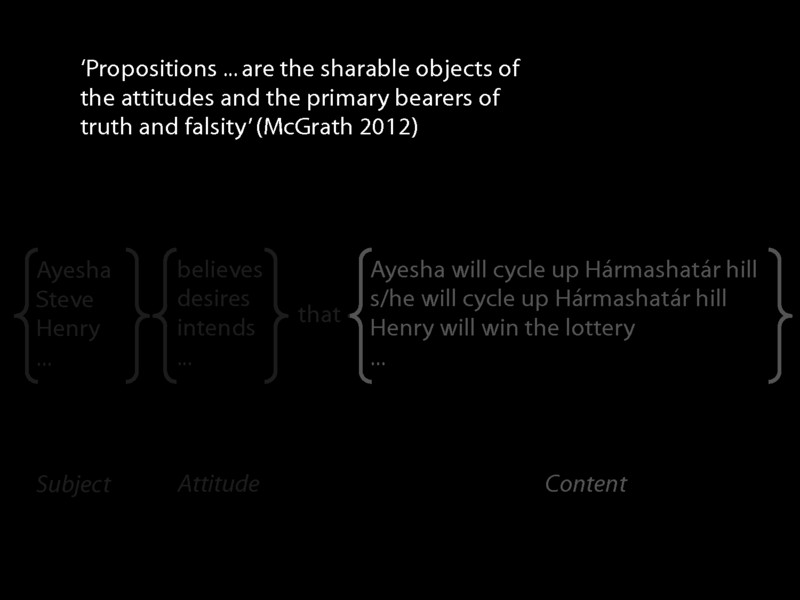 ‘Propositions ... are the sharable objects of
the attitudes and the primary bearers of
truth and falsity’ (McGrath 2012)
Ayesha
Steve
Henry
...
believes
desires
intends
...
that
Ayesha will cycle up Hármashatár hill
s/he will cycle up Hármashatár hill
Henry will win the lottery
...
Subject
Attitude
Content